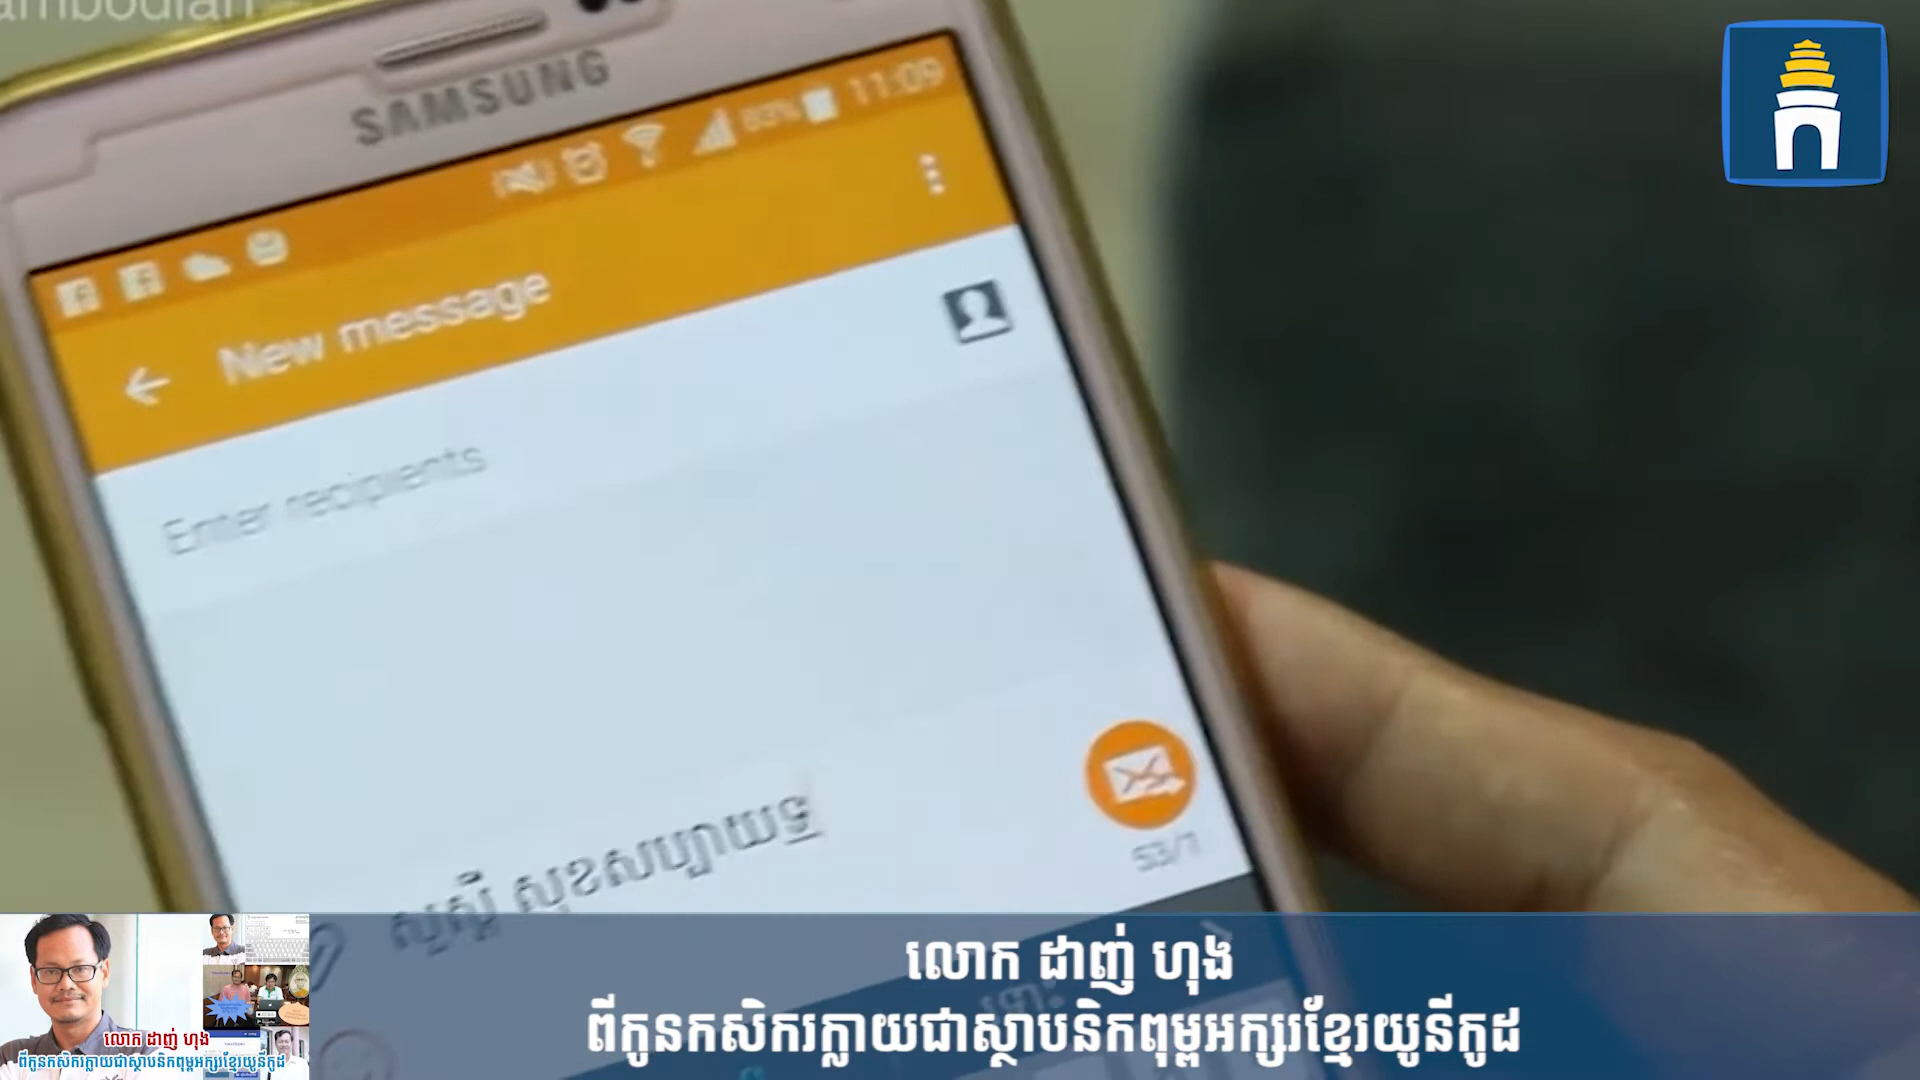 SAMSUNG
83% 11:09
New message
Enter recipients
សួស្តី សុខសប្បាយទ
53/1
លោក ដាញ់ ហុង
ពីកូនកសិករក្លាយជាស្ថាបនិកពុម្ពអក្សរខ្មែរយូនីកូដ
លោក ដាញ់ ហុង
ពីកូនកសិករក្លាយជាស្ថាបនិកពុម្ពអក្សរខ្មែរយូនីកូដ